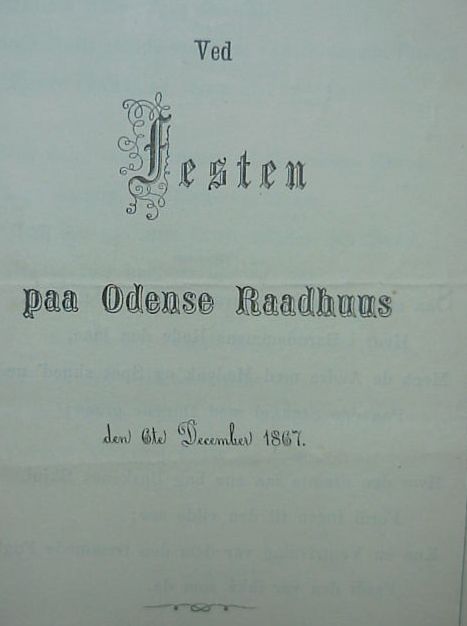 Ved
Festen
paa Odense Raadhuus
den 6te December 1867.